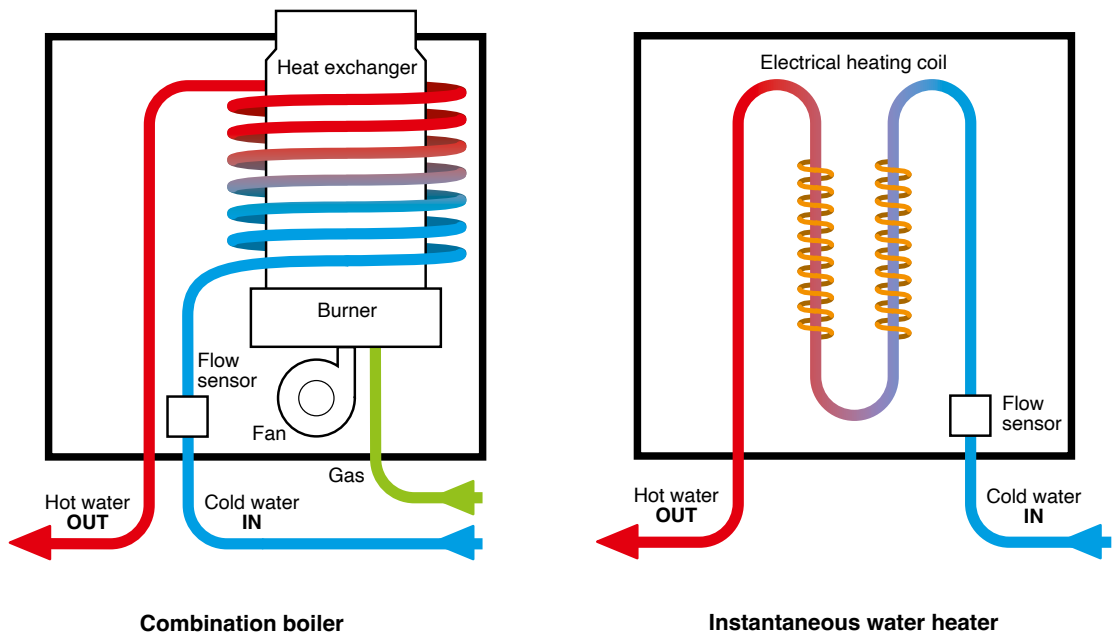 Heat exchanger
Burner
Flow
sensor
Fan
Gas
Hot water
OUT
Cold water
IN
Combination boiler
Electrical heating coil
Flow
sensor
Hot water
OUT
Cold water
IN
Instantaneous water heater